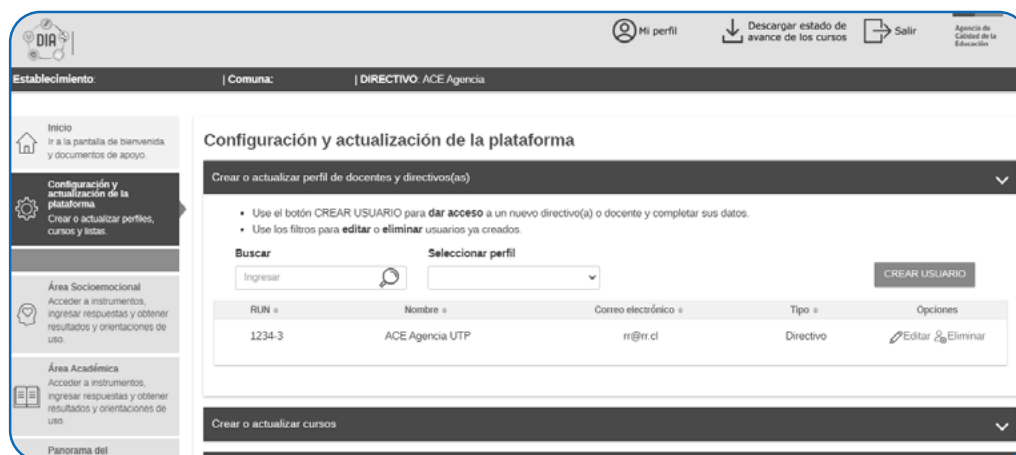 DIA
Mi perfil
Descargar estado de
avance de los cursos
Salir
Agencia de
Calidad de la
Educación
Establecimiento:
| Comuna:
| DIRECTIVO: ACE Agencia
Inicio
Ir a la pantalla de bienvenida
y documentos de apoyo.
Configuración y
actualización de la
plataforma
Crear o actualizar perfiles,
cursos y listas.
Área Socioemocional
Acceder a instrumentos,
ingresar respuestas y obtener
resultados y orientaciones de
uso.
Área Académica
Acceder a instrumentos,
ingresar respuestas y obtener
resultados y orientaciones de
uso.
Panorama del
Configuración y actualización de la plataforma
Crear o actualizar perfil de docentes y directivos(as)
• Use el botón CREAR USUARIO para dar acceso a un nuevo directivo(a) o docente y completar sus datos.
• Use los filtros para editar o eliminar usuarios ya creados.
Buscar
Seleccionar perfil
Ingresar
CREAR USUARIO
RUN Nombre Correo electrónico Tipo Opciones
1234-3 ACE Agencia UTP rr@rr.cl Directivo Editar Eliminar
Crear o actualizar cursos